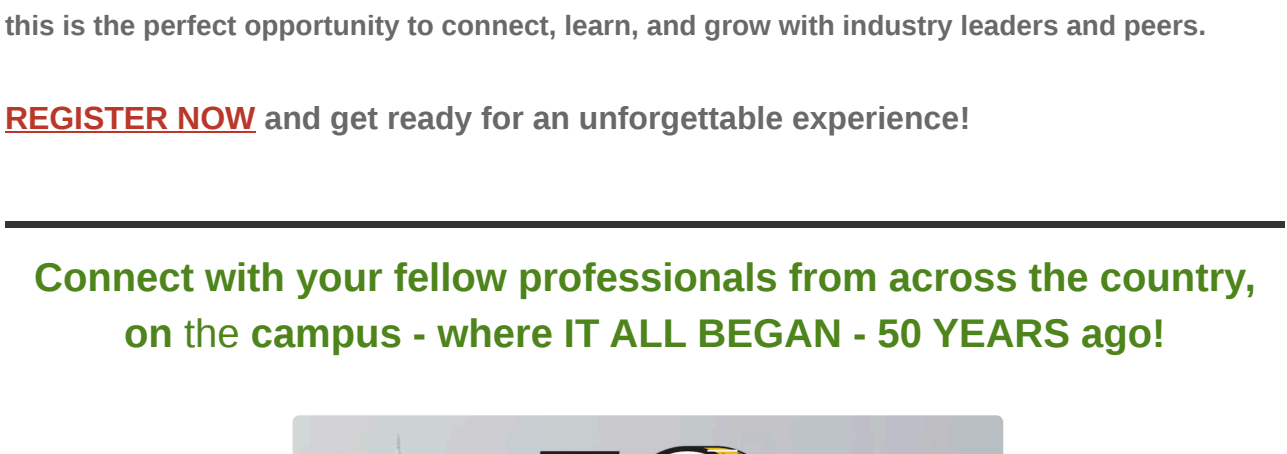 this is the perfect opportunity to connect, learn, and grow with industry leaders and peers.
REGISTER NOW and get ready for an unforgettable experience!
Connect with your fellow professionals from across the country,
on the campus - where IT ALL BEGAN - 50 YEARS ago!